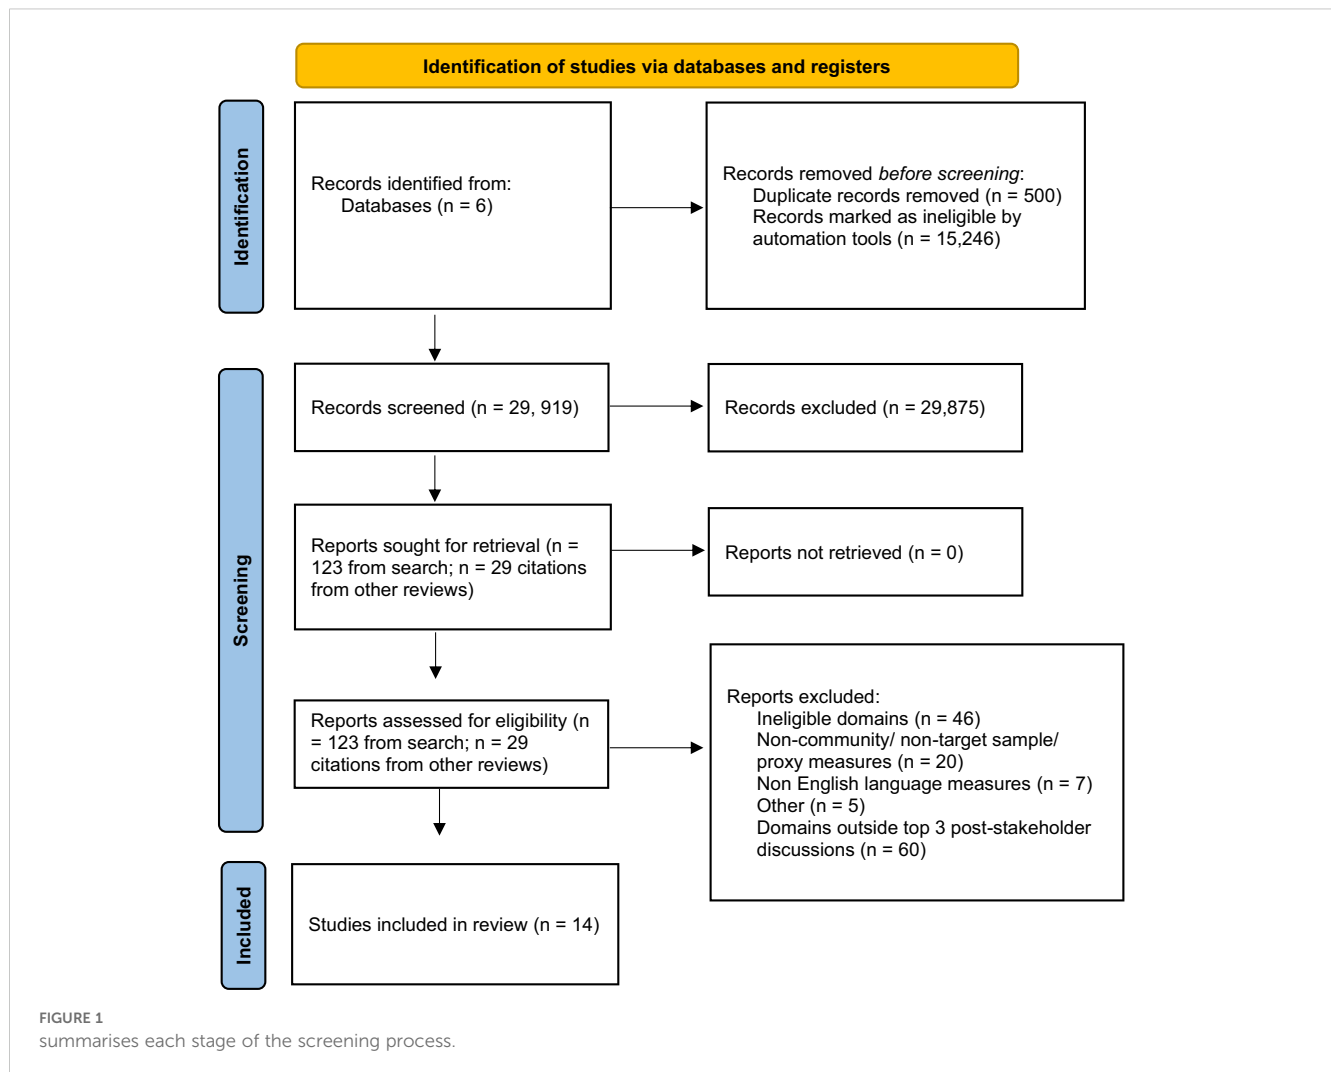 Identification of studies via databases and registers
Identification
Records identified from:
Databases (n = 6)
Records removed before screening:
Duplicate records removed (n = 500)
Records marked as ineligible by
automation tools (n = 15,246)
Screening
Records screened (n = 29, 919)
Records excluded (n = 29,875)
Reports sought for retrieval (n =
123 from search; n = 29 citations
from other reviews)
Reports not retrieved (n = 0)
Reports assessed for eligibility (n
= 123 from search; n = 29
citations from other reviews)
Reports excluded:
Ineligible domains (n = 46)
Non-community/ non-target sample/
proxy measures (n = 20)
Non English language measures (n = 7)
Other (n = 5)
Domains outside top 3 post-stakeholder
discussions (n = 60)
Included
Studies included in review (n = 14)
FIGURE 1
summarises each stage of the screening process.